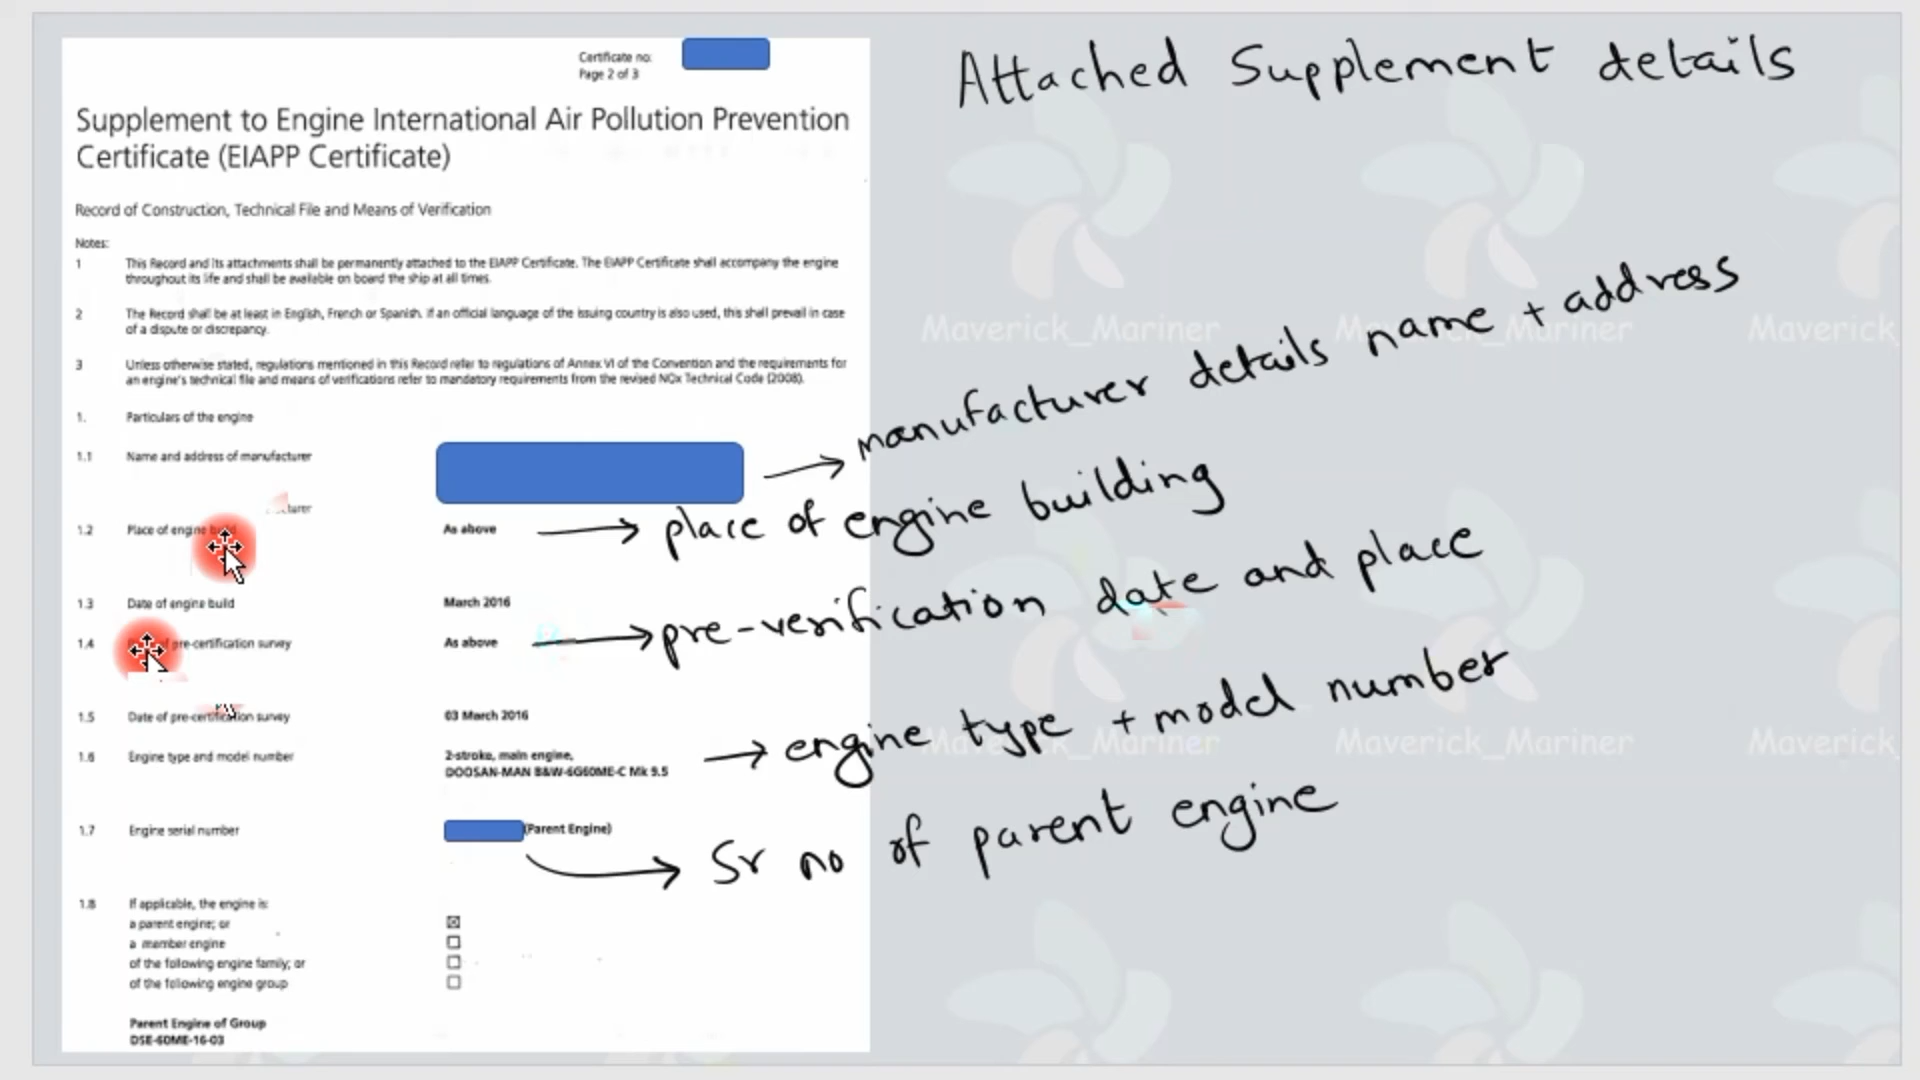 Certificate no:
Page 2 of 3
Attached Supplement details
Supplement to Engine International Air Pollution Prevention
Certificate (EIAPP Certificate)
Record of Construction, Technical File and Means of Verification
Notes:
1 This Record and its attachments shall be permanently attached to the EIAPP Certificate. The EIAPP Certificate shall accompany the engine
throughout its life and shall be available on board the ship at all times.
2 The Record shall be at least in English, French or Spanish. If an official language of the issuing country is also used, this shall prevail in case
of a dispute or discrepancy.
3 Unless otherwise stated, regulations mentioned in this Record refer to regulations of Annex VI of the Convention and the requirements for
an engine's technical file and means of verifications refer to mandatory requirements from the revised NOx Technical Code (2008).
1. Particulars of the engine
1.1 Name and address of manufacturer
manufacturer details name + address
1.2 Place of engine build As above
place of engine building
1.3 Date of engine build March 2016
1.4 pre-certification survey As above
pre-verification date and place
1.5 Date of pre-certification survey 03 March 2016
1.6 Engine type and model number 2-stroke, main engine,
DOOSAN-MAN B&W-6G60ME-C Mk 9.5
engine type + model number
1.7 Engine serial number (Parent Engine)
Sr no of parent engine
1.8 If applicable, the engine is:
a parent engine; or
a member engine
of the following engine family; or
of the following engine group
Parent Engine of Group
DSE-60ME-16-03
Maverick_Mariner
Maverick_Mariner
Maverick
Maverick_Mariner
Maverick_Mariner
Maverick